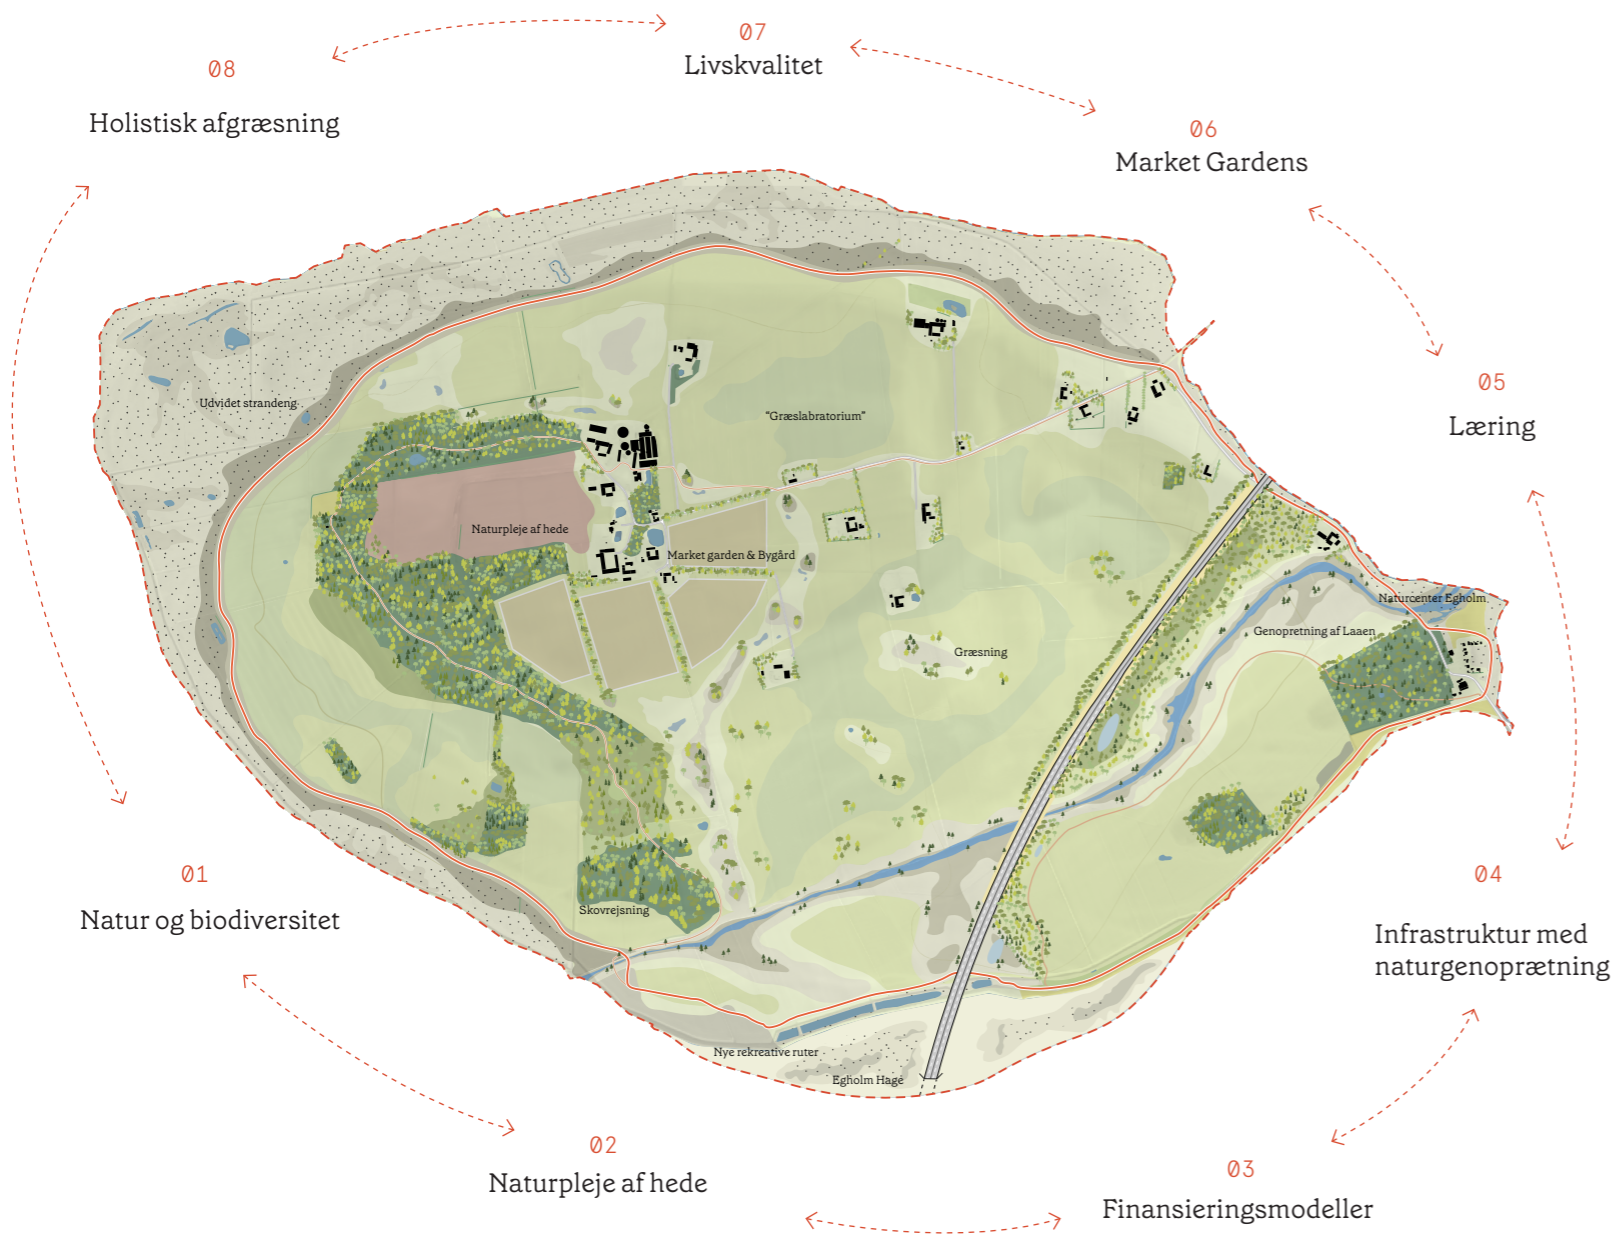 07
Livskvalitet
08
Holistisk afgræsning
06
Market Gardens
05
Læring
Udvidet strandeng
"Græslabratorium"
Naturpleje af hede
Market garden & Bygård
Naturcenter Egholm
Genopretning af Laaen
Græsning
01
Natur og biodiversitet
04
Skovrejsning
Infrastruktur med
naturgenoprætning
Nye rekreative ruter
Egholm Hage
02
Naturpleje af hede
03
Finansieringsmodeller